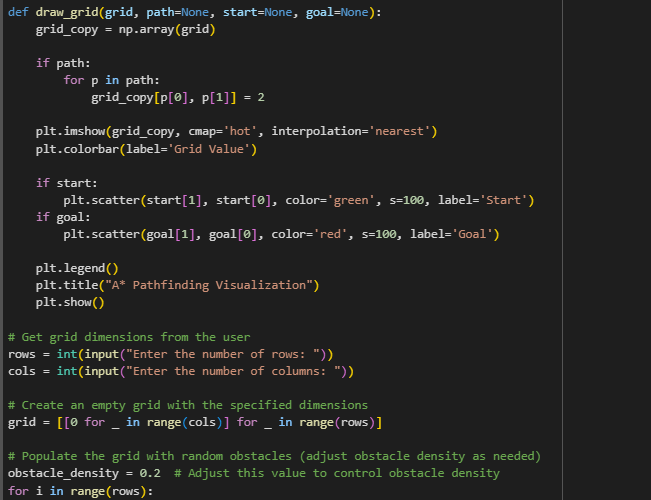 def draw_grid(grid, path=None, start=None, goal=None):
    grid_copy = np.array(grid)

    if path:
        for p in path:
            grid_copy[p[0], p[1]] = 2

    plt.imshow(grid_copy, cmap='hot', interpolation='nearest')
    plt.colorbar(label='Grid Value')

    if start:
        plt.scatter(start[1], start[0], color='green', s=100, label='Start')
    if goal:
        plt.scatter(goal[1], goal[0], color='red', s=100, label='Goal')

    plt.legend()
    plt.title("A* Pathfinding Visualization")
    plt.show()

# Get grid dimensions from the user
rows = int(input("Enter the number of rows: "))
cols = int(input("Enter the number of columns: "))

# Create an empty grid with the specified dimensions
grid = [[0 for _ in range(cols)] for _ in range(rows)]

# Populate the grid with random obstacles (adjust obstacle density as needed)
obstacle_density = 0.2  # Adjust this value to control obstacle density
for i in range(rows):